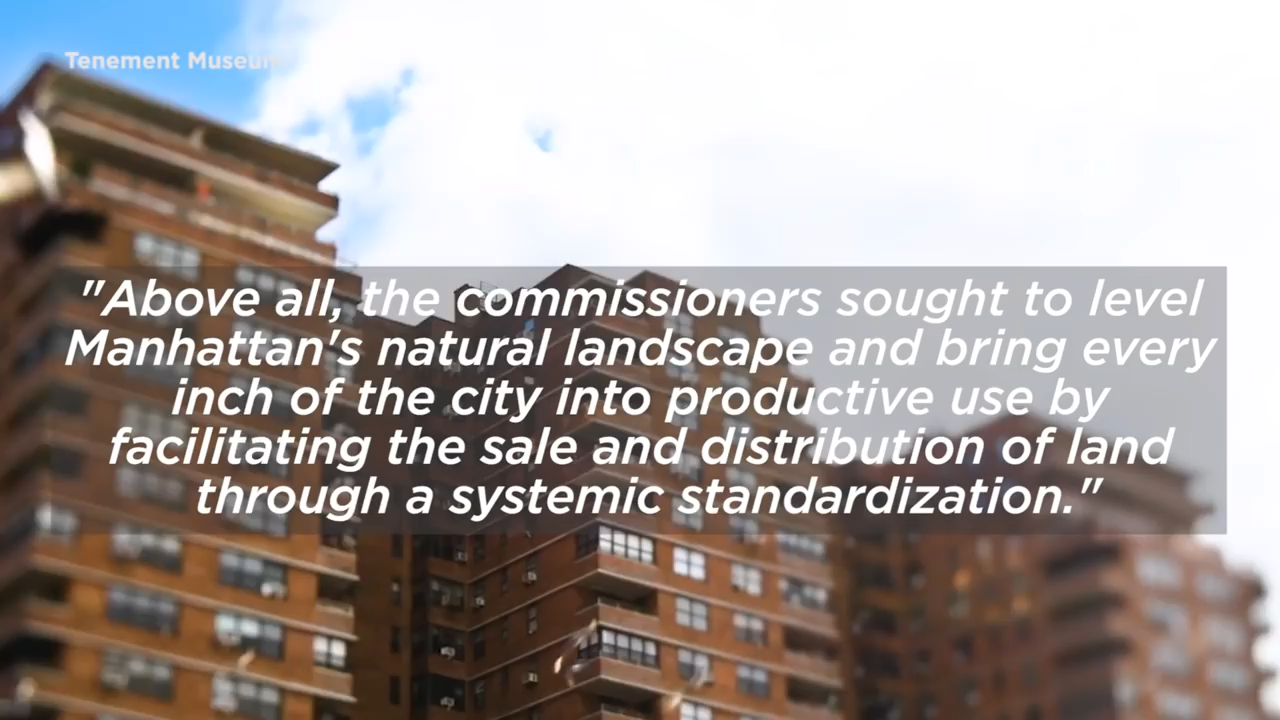 Tenement Museum
"Above all, the commissioners sought to level
Manhattan's natural landscape and bring every
inch of the city into productive use by
facilitating the sale and distribution of land
through a systemic standardization."